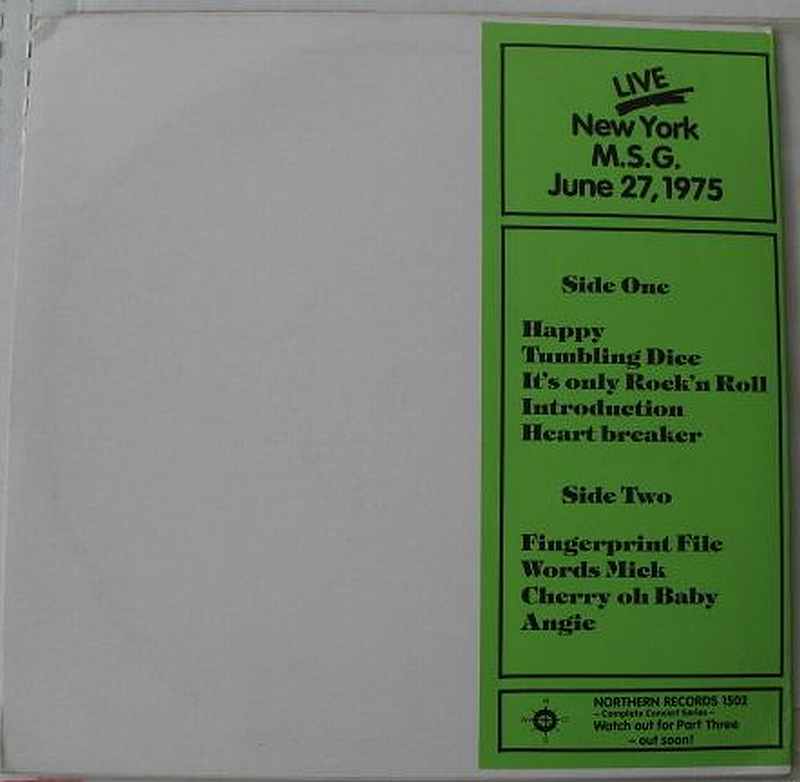 LIVE
New York
M.S.G.
June 27, 1975
Side One
Happy
Tumbling Dice
It's only Rock'n Roll
Introduction
Heart breaker
Side Two
Fingerprint File
Words Mick
Cherry oh Baby
Angie
NORTHERN RECORDS 1502
– Complete Concert Series –
Watch out for Part Three
– out soon!